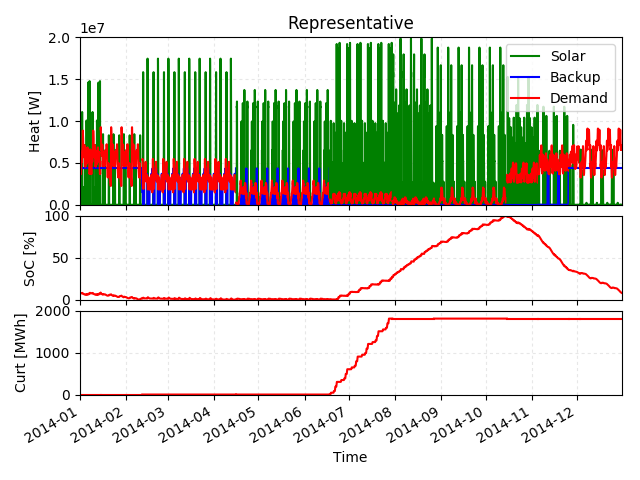 Representative
1e7
Heat [W]
2.0
1.5
1.0
0.5
0.0
Solar
Backup
Demand
SoC [%]
100
50
0
Curt [MWh]
2000
1000
0
2014-01
2014-02
2014-03
2014-04
2014-05
2014-06
2014-07
2014-08
2014-09
2014-10
2014-11
2014-12
Time